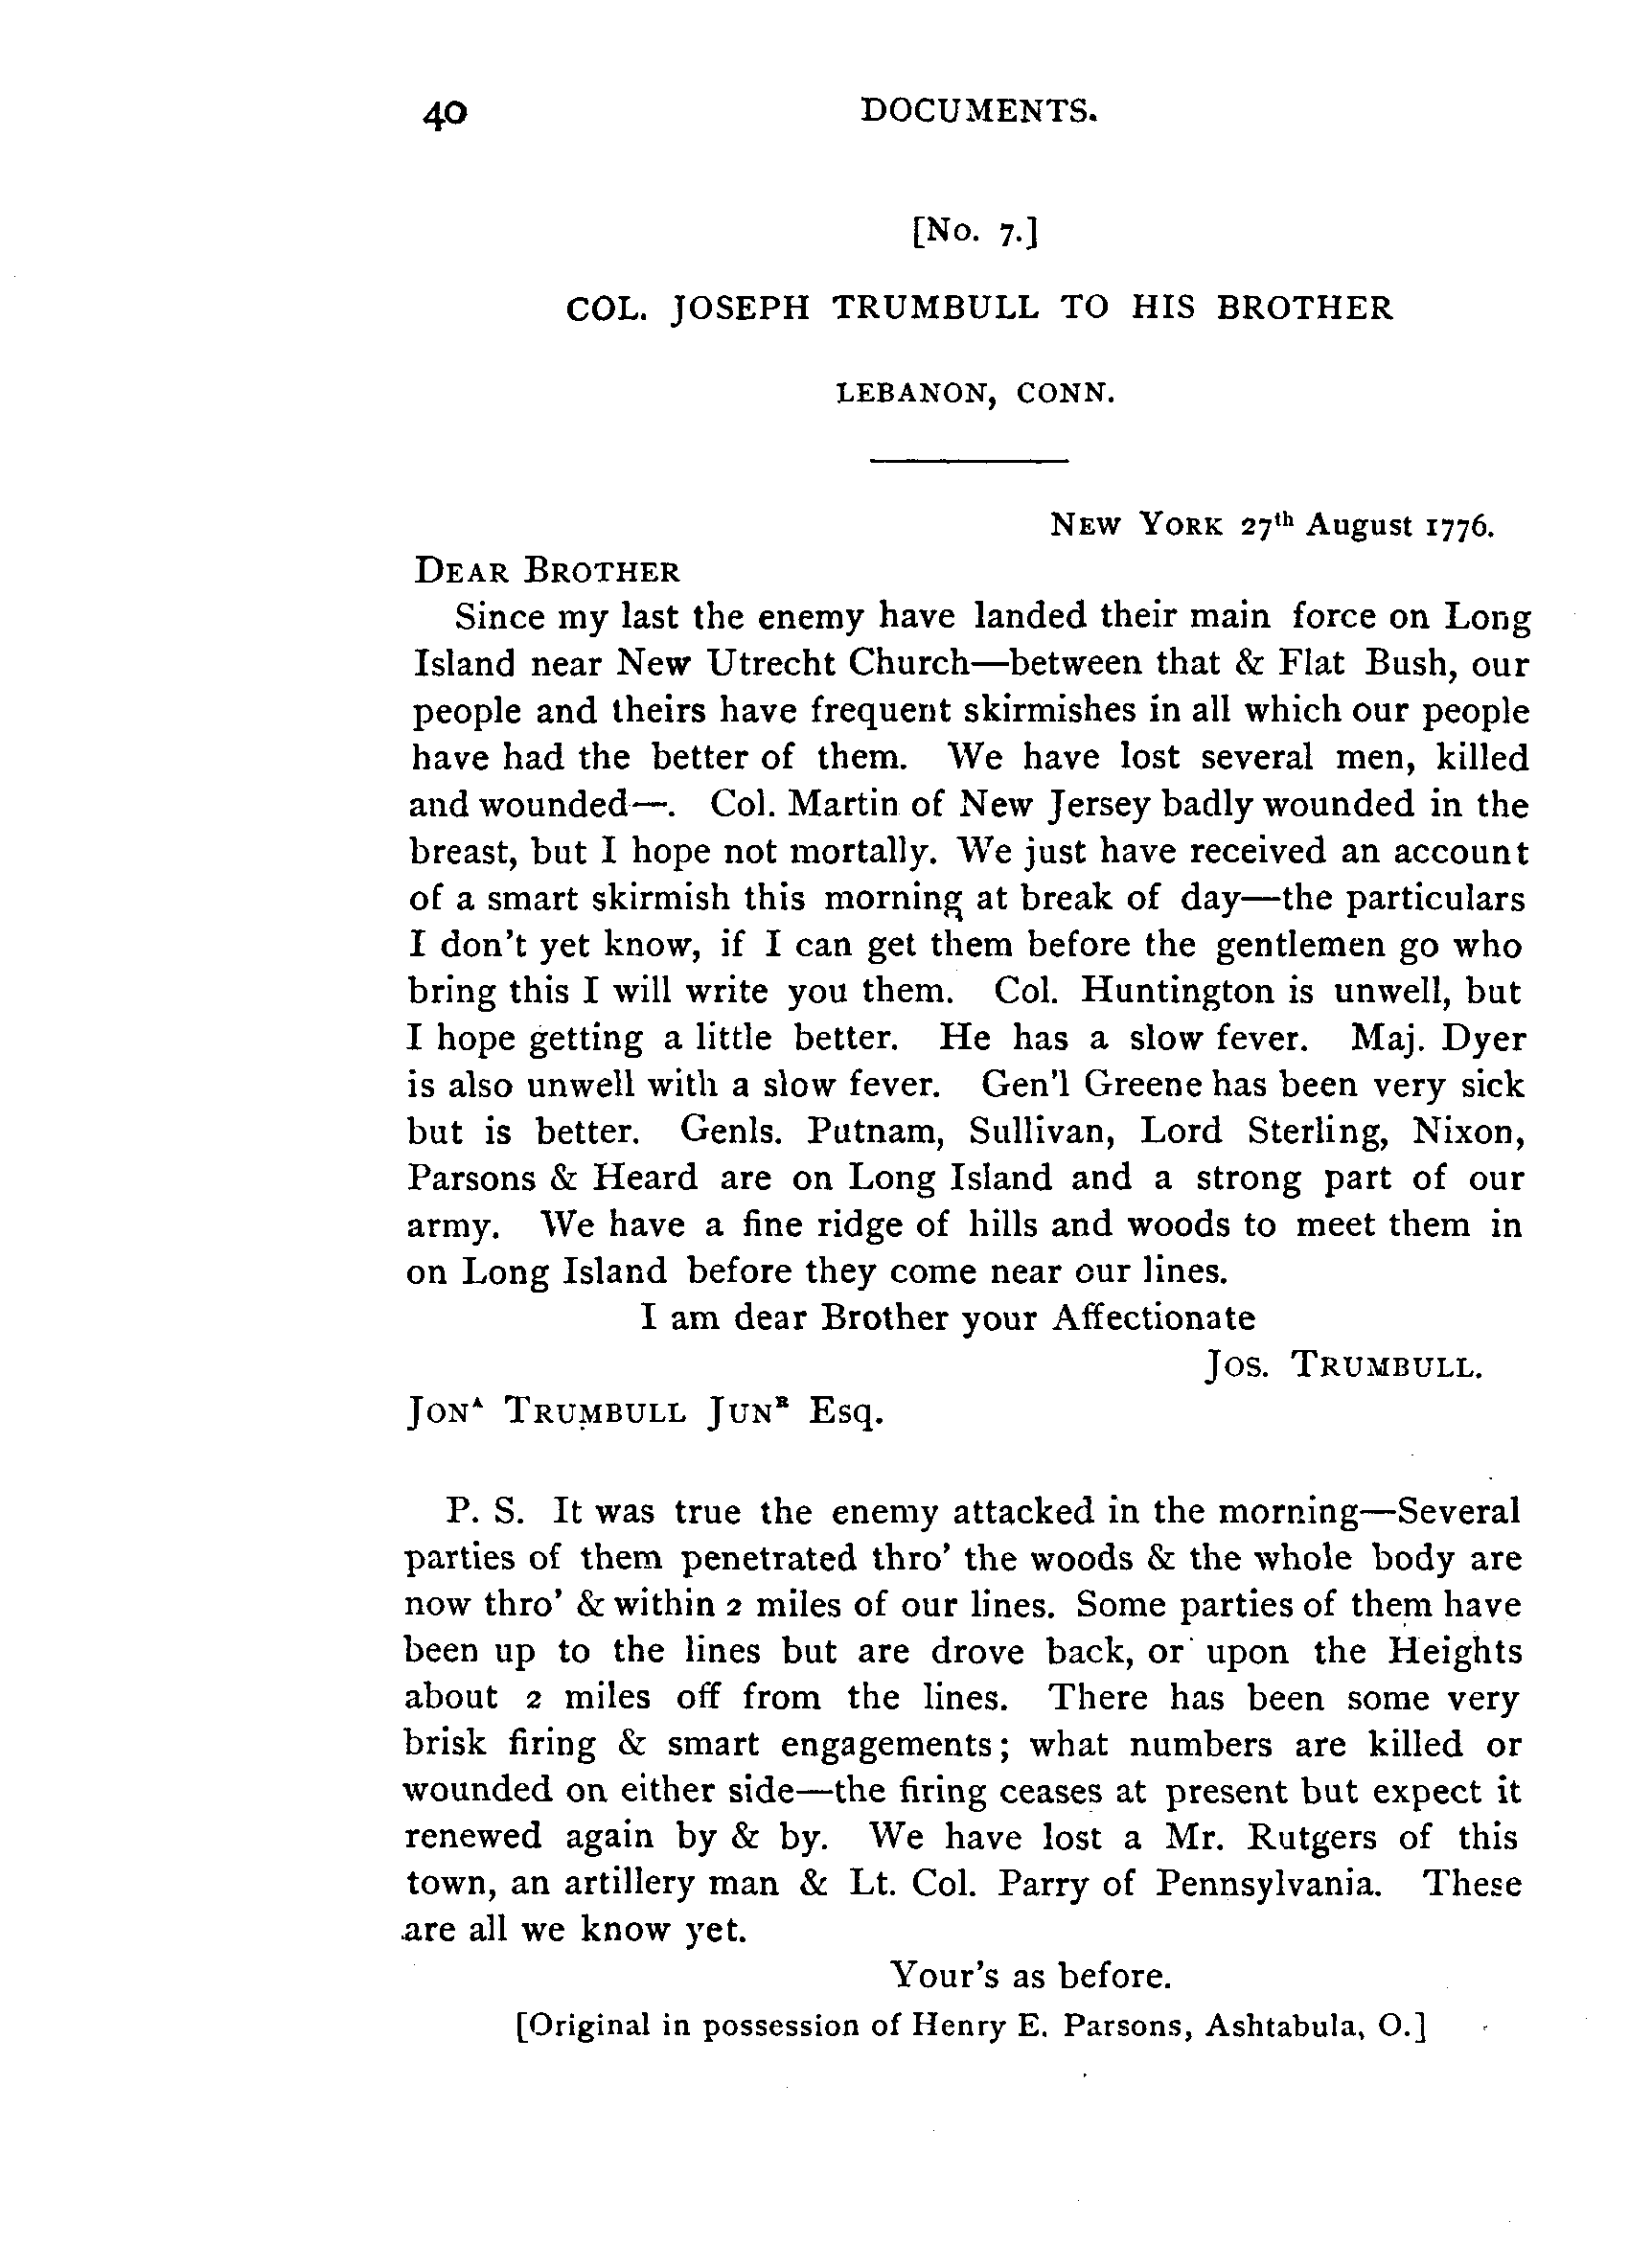 40 DOCUMENTS.
[No. 7.]
COL. JOSEPH TRUMBULL TO HIS BROTHER
LEBANON, CONN.
NEW YORK 27th August 1776.
DEAR BROTHER
Since my last the enemy have landed their main force on Long
Island near New Utrecht Church—between that & Flat Bush, our
people and theirs have frequent skirmishes in all which our people
have had the better of them. We have lost several men, killed
and wounded—. Col. Martin of New Jersey badly wounded in the
breast, but I hope not mortally. We just have received an account
of a smart skirmish this morning at break of day—the particulars
I don't yet know, if I can get them before the gentlemen go who
bring this I will write you them. Col. Huntington is unwell, but
I hope getting a little better. He has a slow fever. Maj. Dyer
is also unwell with a slow fever. Gen'l Greene has been very sick
but is better. Genls. Putnam, Sullivan, Lord Sterling, Nixon,
Parsons & Heard are on Long Island and a strong part of our
army. We have a fine ridge of hills and woods to meet them in
on Long Island before they come near our lines.
I am dear Brother your Affectionate
JOS. TRUMBULL.
JONA TRUMBULL JUNR Esq.
P. S. It was true the enemy attacked in the morning—Several
parties of them penetrated thro' the woods & the whole body are
now thro' & within 2 miles of our lines. Some parties of them have
been up to the lines but are drove back, or upon the Heights
about 2 miles off from the lines. There has been some very
brisk firing & smart engagements; what numbers are killed or
wounded on either side—the firing ceases at present but expect it
renewed again by & by. We have lost a Mr. Rutgers of this
town, an artillery man & Lt. Col. Parry of Pennsylvania. These
are all we know yet.
Your's as before.
[Original in possession of Henry E. Parsons, Ashtabula, O.]